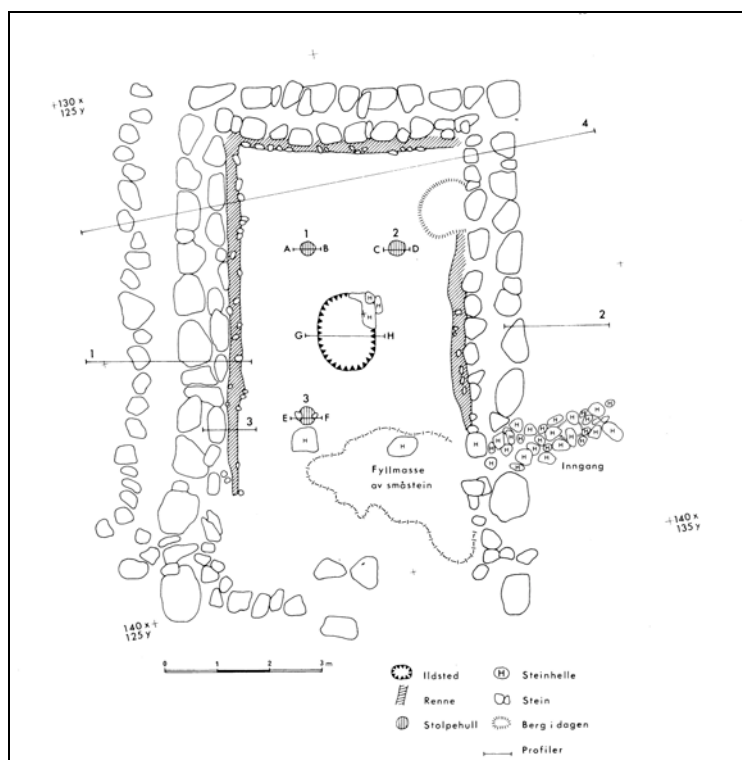 +130 x
125 y
4
1
2
A B
C D
H
H
G H
2
1
3
E F
3
H
H
H
H H H H H H H H H H H H H H H H H H
Fyllmasse
av småstein
Inngang
+140 x
135 y
140 x +
125 y
0 1 2 3 m
Ildsted
H Steinhelle
Renne
Stein
Stolpehull
Berg i dagen
Profiler